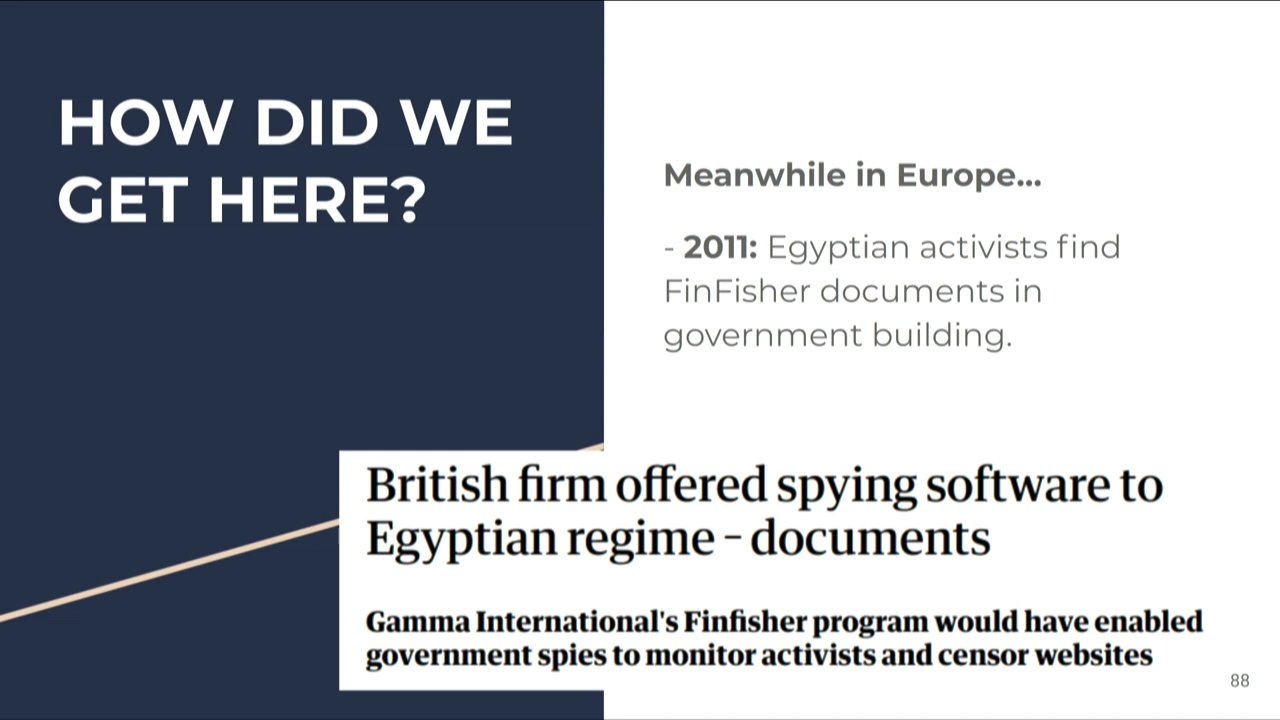 HOW DID WE
GET HERE?
Meanwhile in Europe...
- 2011: Egyptian activists find
FinFisher documents in
government building.
British firm offered spying software to
Egyptian regime – documents
Gamma International's Finfisher program would have enabled
government spies to monitor activists and censor websites
88